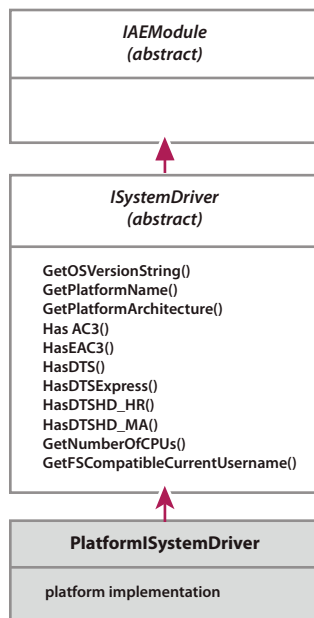 IAEModule
(abstract)
ISystemDriver
(abstract)
GetOSVersionString()
GetPlatformName()
GetPlatformArchitecture()
Has AC3()
HasEAC3()
HasDTS()
HasDTSExpress()
HasDTSHD_HR()
HasDTSHD_MA()
GetNumberOfCPUs()
GetFSCompatibleCurrentUsername()
PlatformISystemDriver
platform implementation